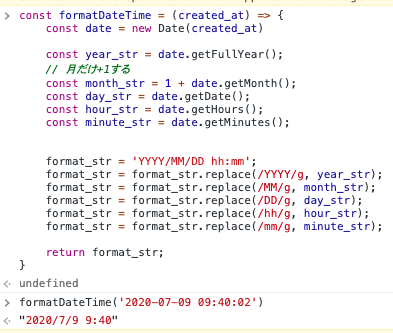 const formatDateTime = (created_at) => {
const date = new Date(created_at)
const year_str = date.getFullYear();
// 月だけ+1する
const month_str = 1 + date.getMonth();
const day_str = date.getDate();
const hour_str = date.getHours();
const minute_str = date.getMinutes();
format_str = 'YYYY/MM/DD hh:mm';
format_str = format_str.replace(/YYYY/g, year_str);
format_str = format_str.replace(/MM/g, month_str);
format_str = format_str.replace(/DD/g, day_str);
format_str = format_str.replace(/hh/g, hour_str);
format_str = format_str.replace(/mm/g, minute_str);
return format_str;
}
undefined
formatDateTime('2020-07-09 09:40:02')
"2020/7/9 9:40"